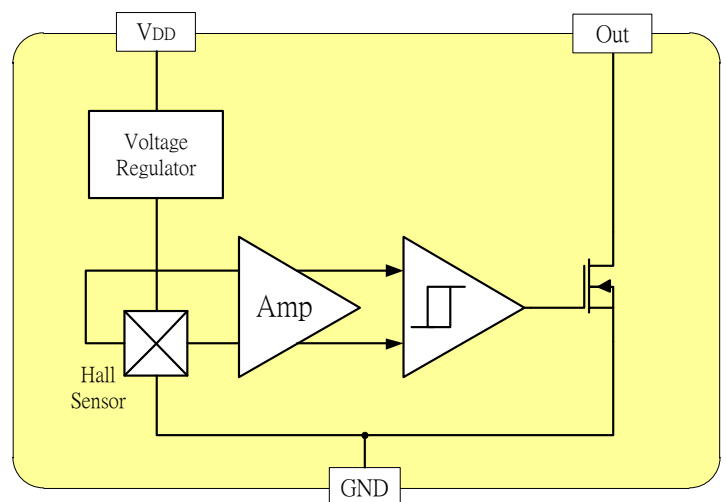 VDD
Out
Voltage
Regulator
Amp
Hall
Sensor
GND